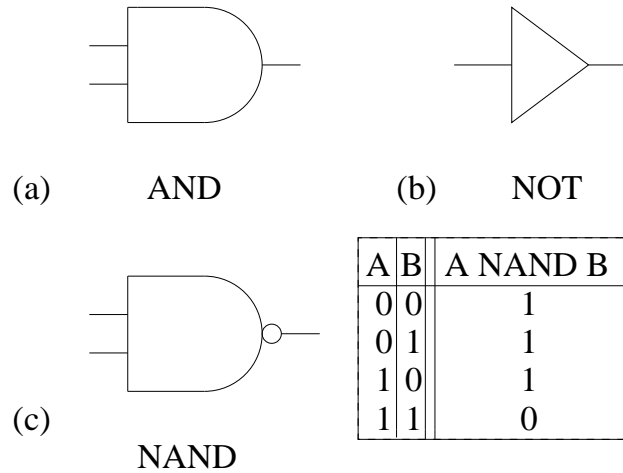 (a) AND (b) NOT
A B A NAND B
0 0 1
0 1 1
1 0 1
1 1 0
(c) NAND